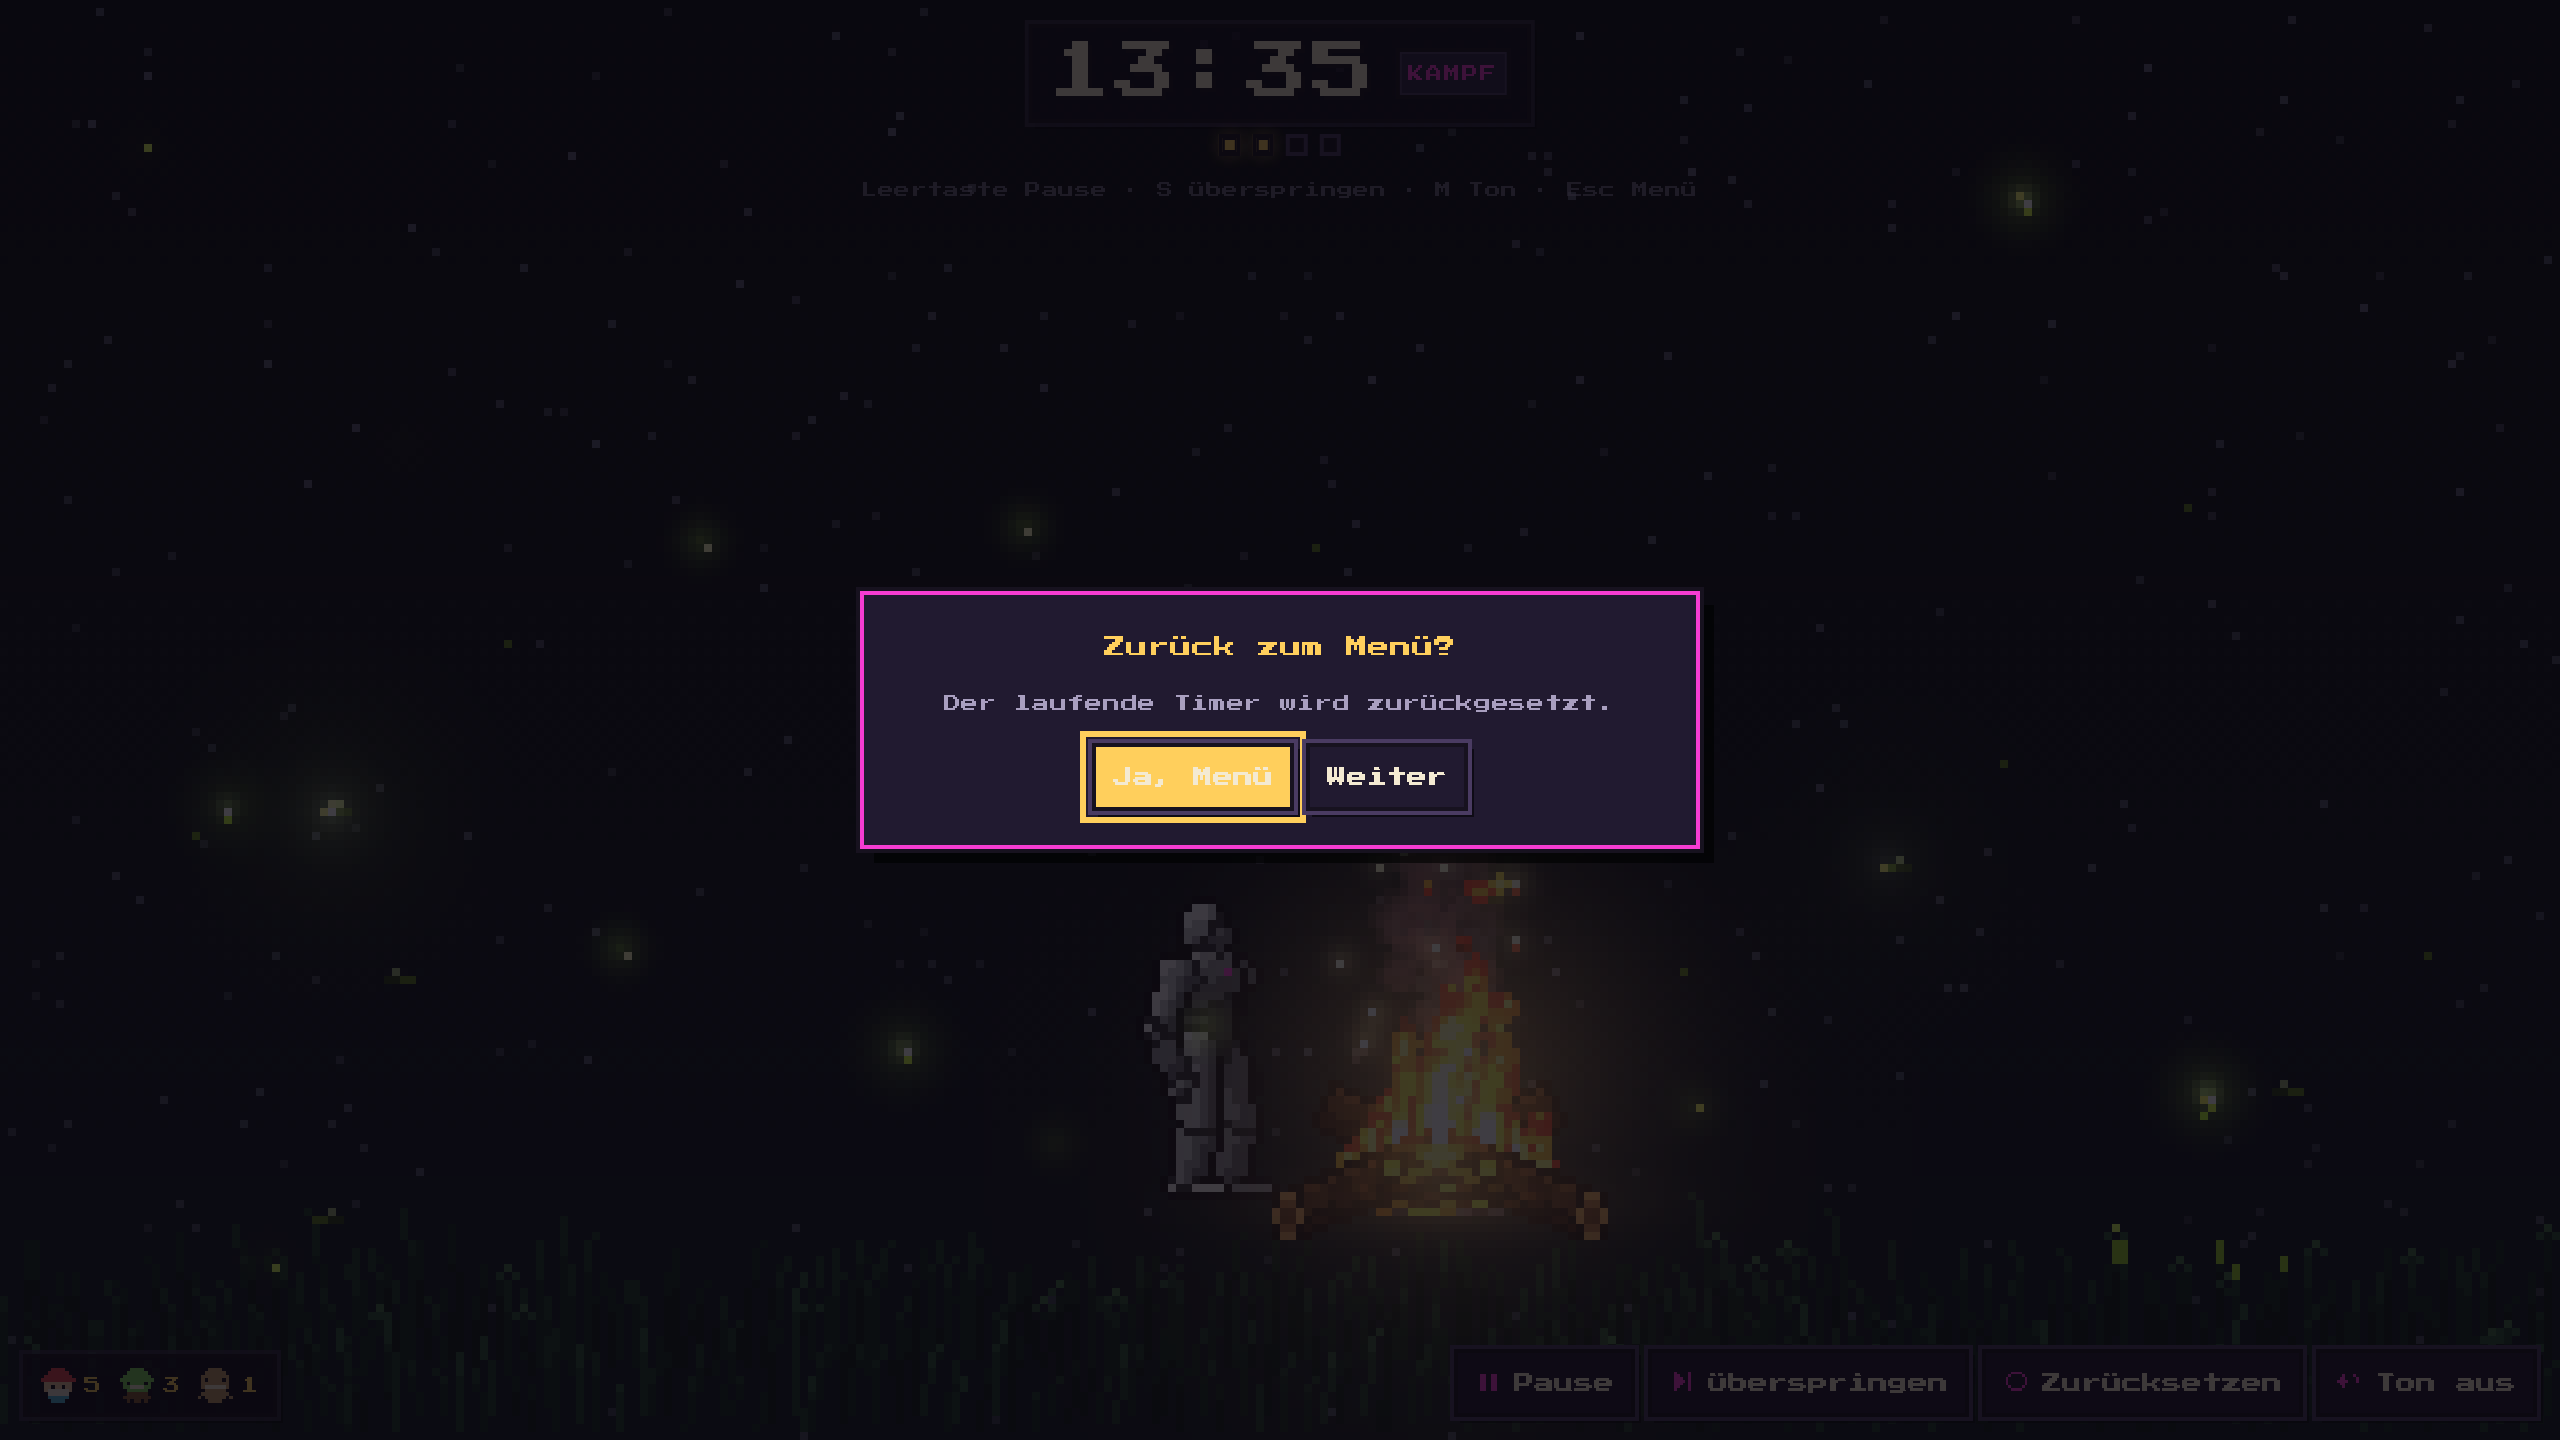 13:35 KAMPF
Leertaste Pause · S überspringen · M Ton · Esc Menü
Zurück zum Menü?
Der laufende Timer wird zurückgesetzt.
Ja, Menü Weiter
5 3 1 Pause überspringen Zurücksetzen Ton aus